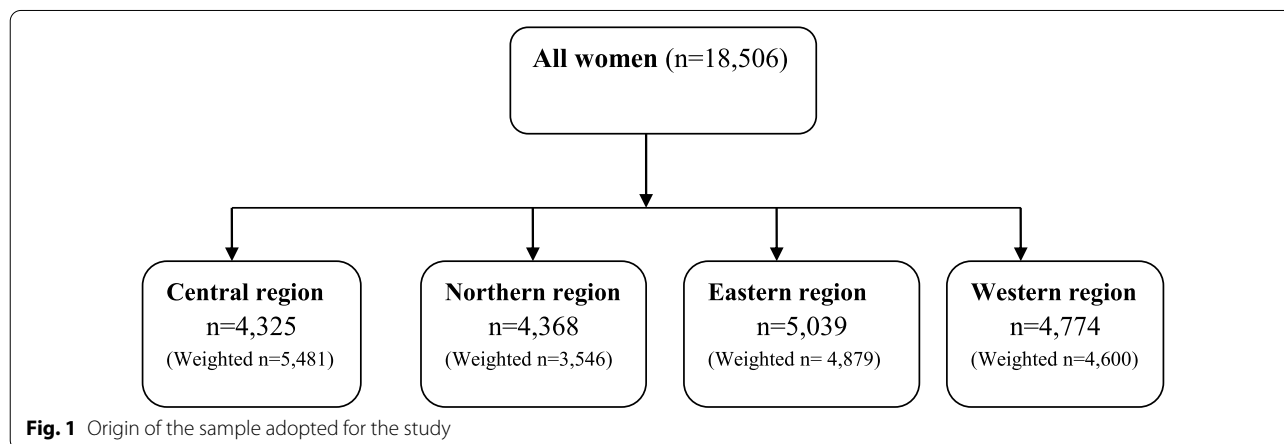 All women (n=18,506)
Central region
n=4,325
(Weighted n=5,481)
Northern region
n=4,368
(Weighted n=3,546)
Eastern region
n=5,039
(Weighted n= 4,879)
Western region
n=4,774
(Weighted n=4,600)
Fig. 1 Origin of the sample adopted for the study